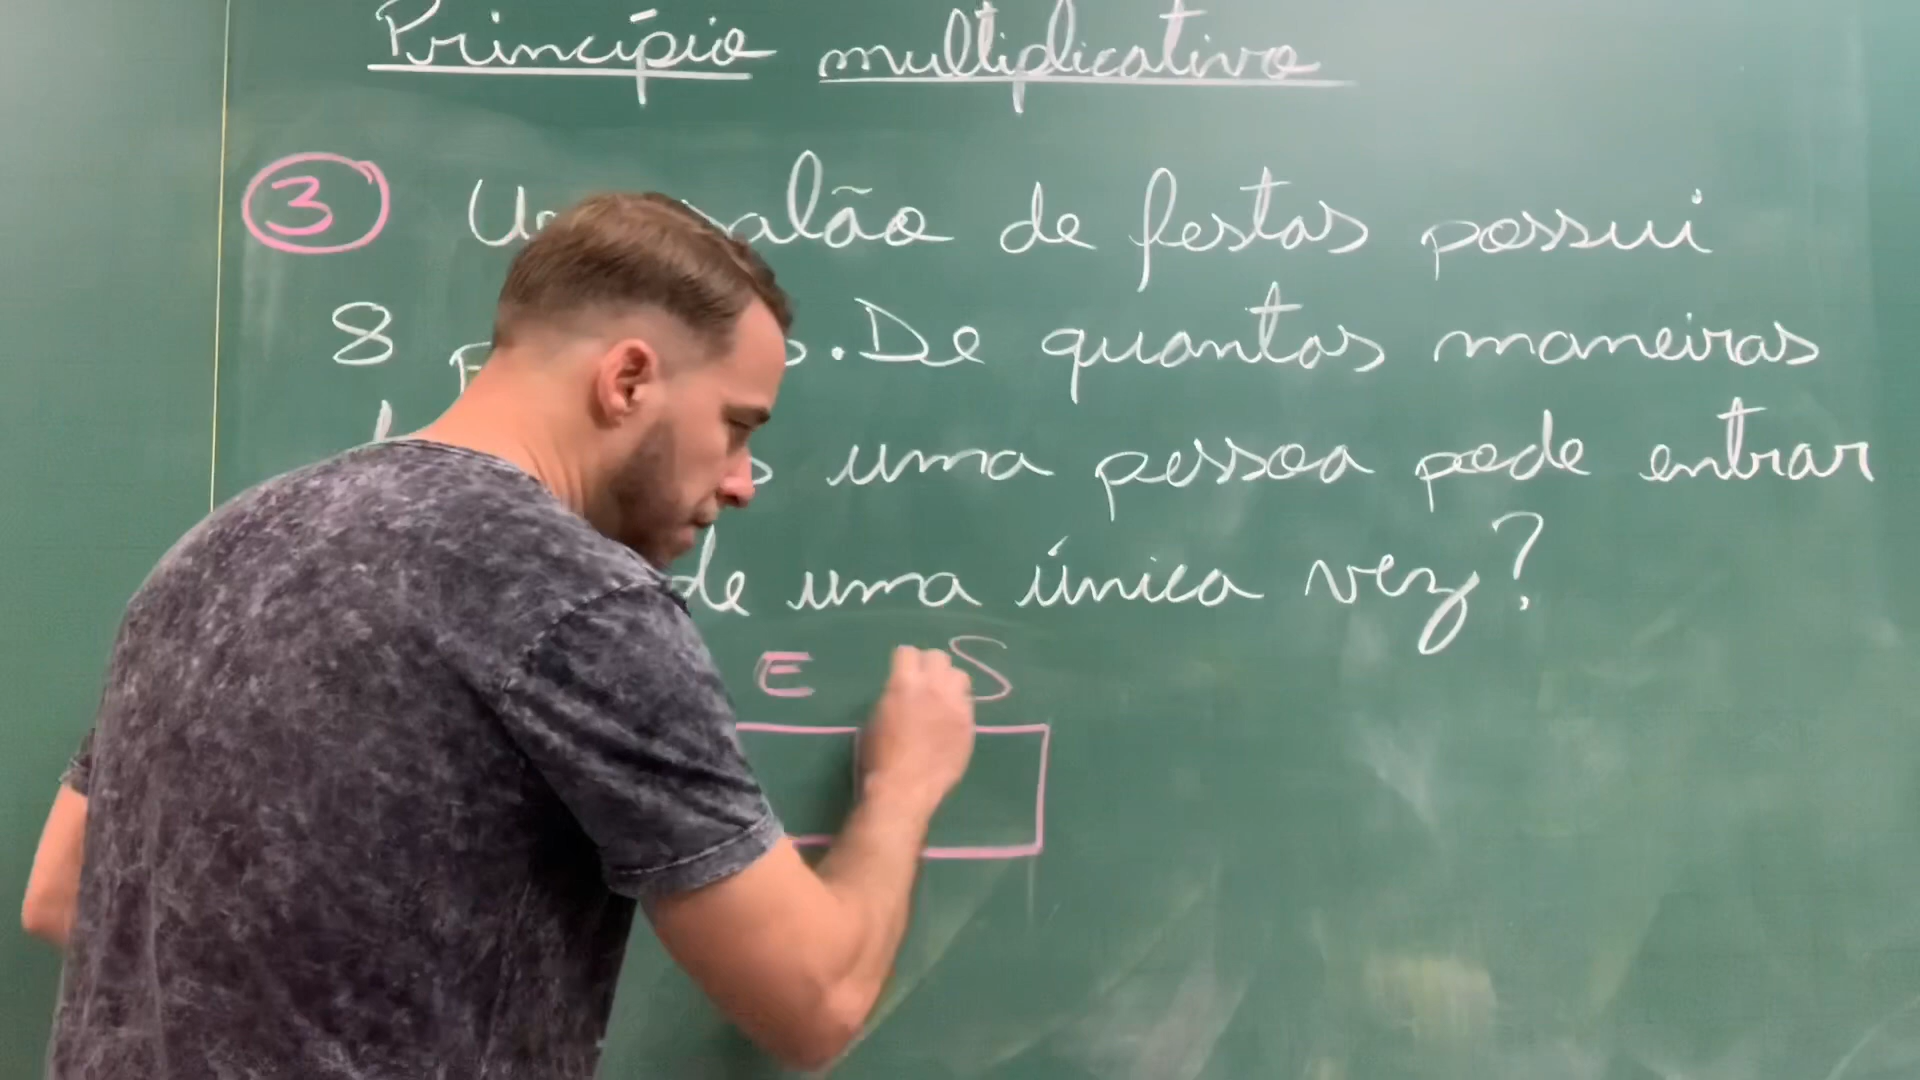 Princípio multiplicativo
3 Um salão de festas possui
8 . De quantas maneiras
uma pessoa pode entrar
de uma única vez?
E S